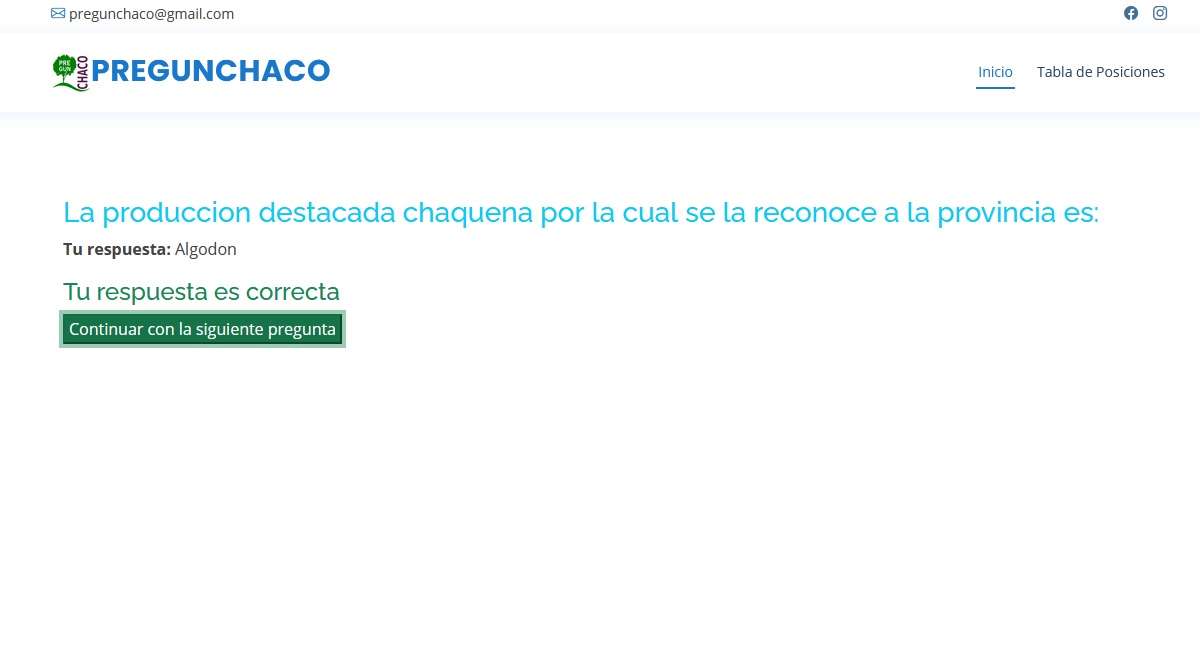 pregunchaco@gmail.com
PRE
GUN
CHACO
PREGUNCHACO
Inicio
Tabla de Posiciones
La produccion destacada chaquena por la cual se la reconoce a la provincia es:
Tu respuesta: Algodon
Tu respuesta es correcta
Continuar con la siguiente pregunta